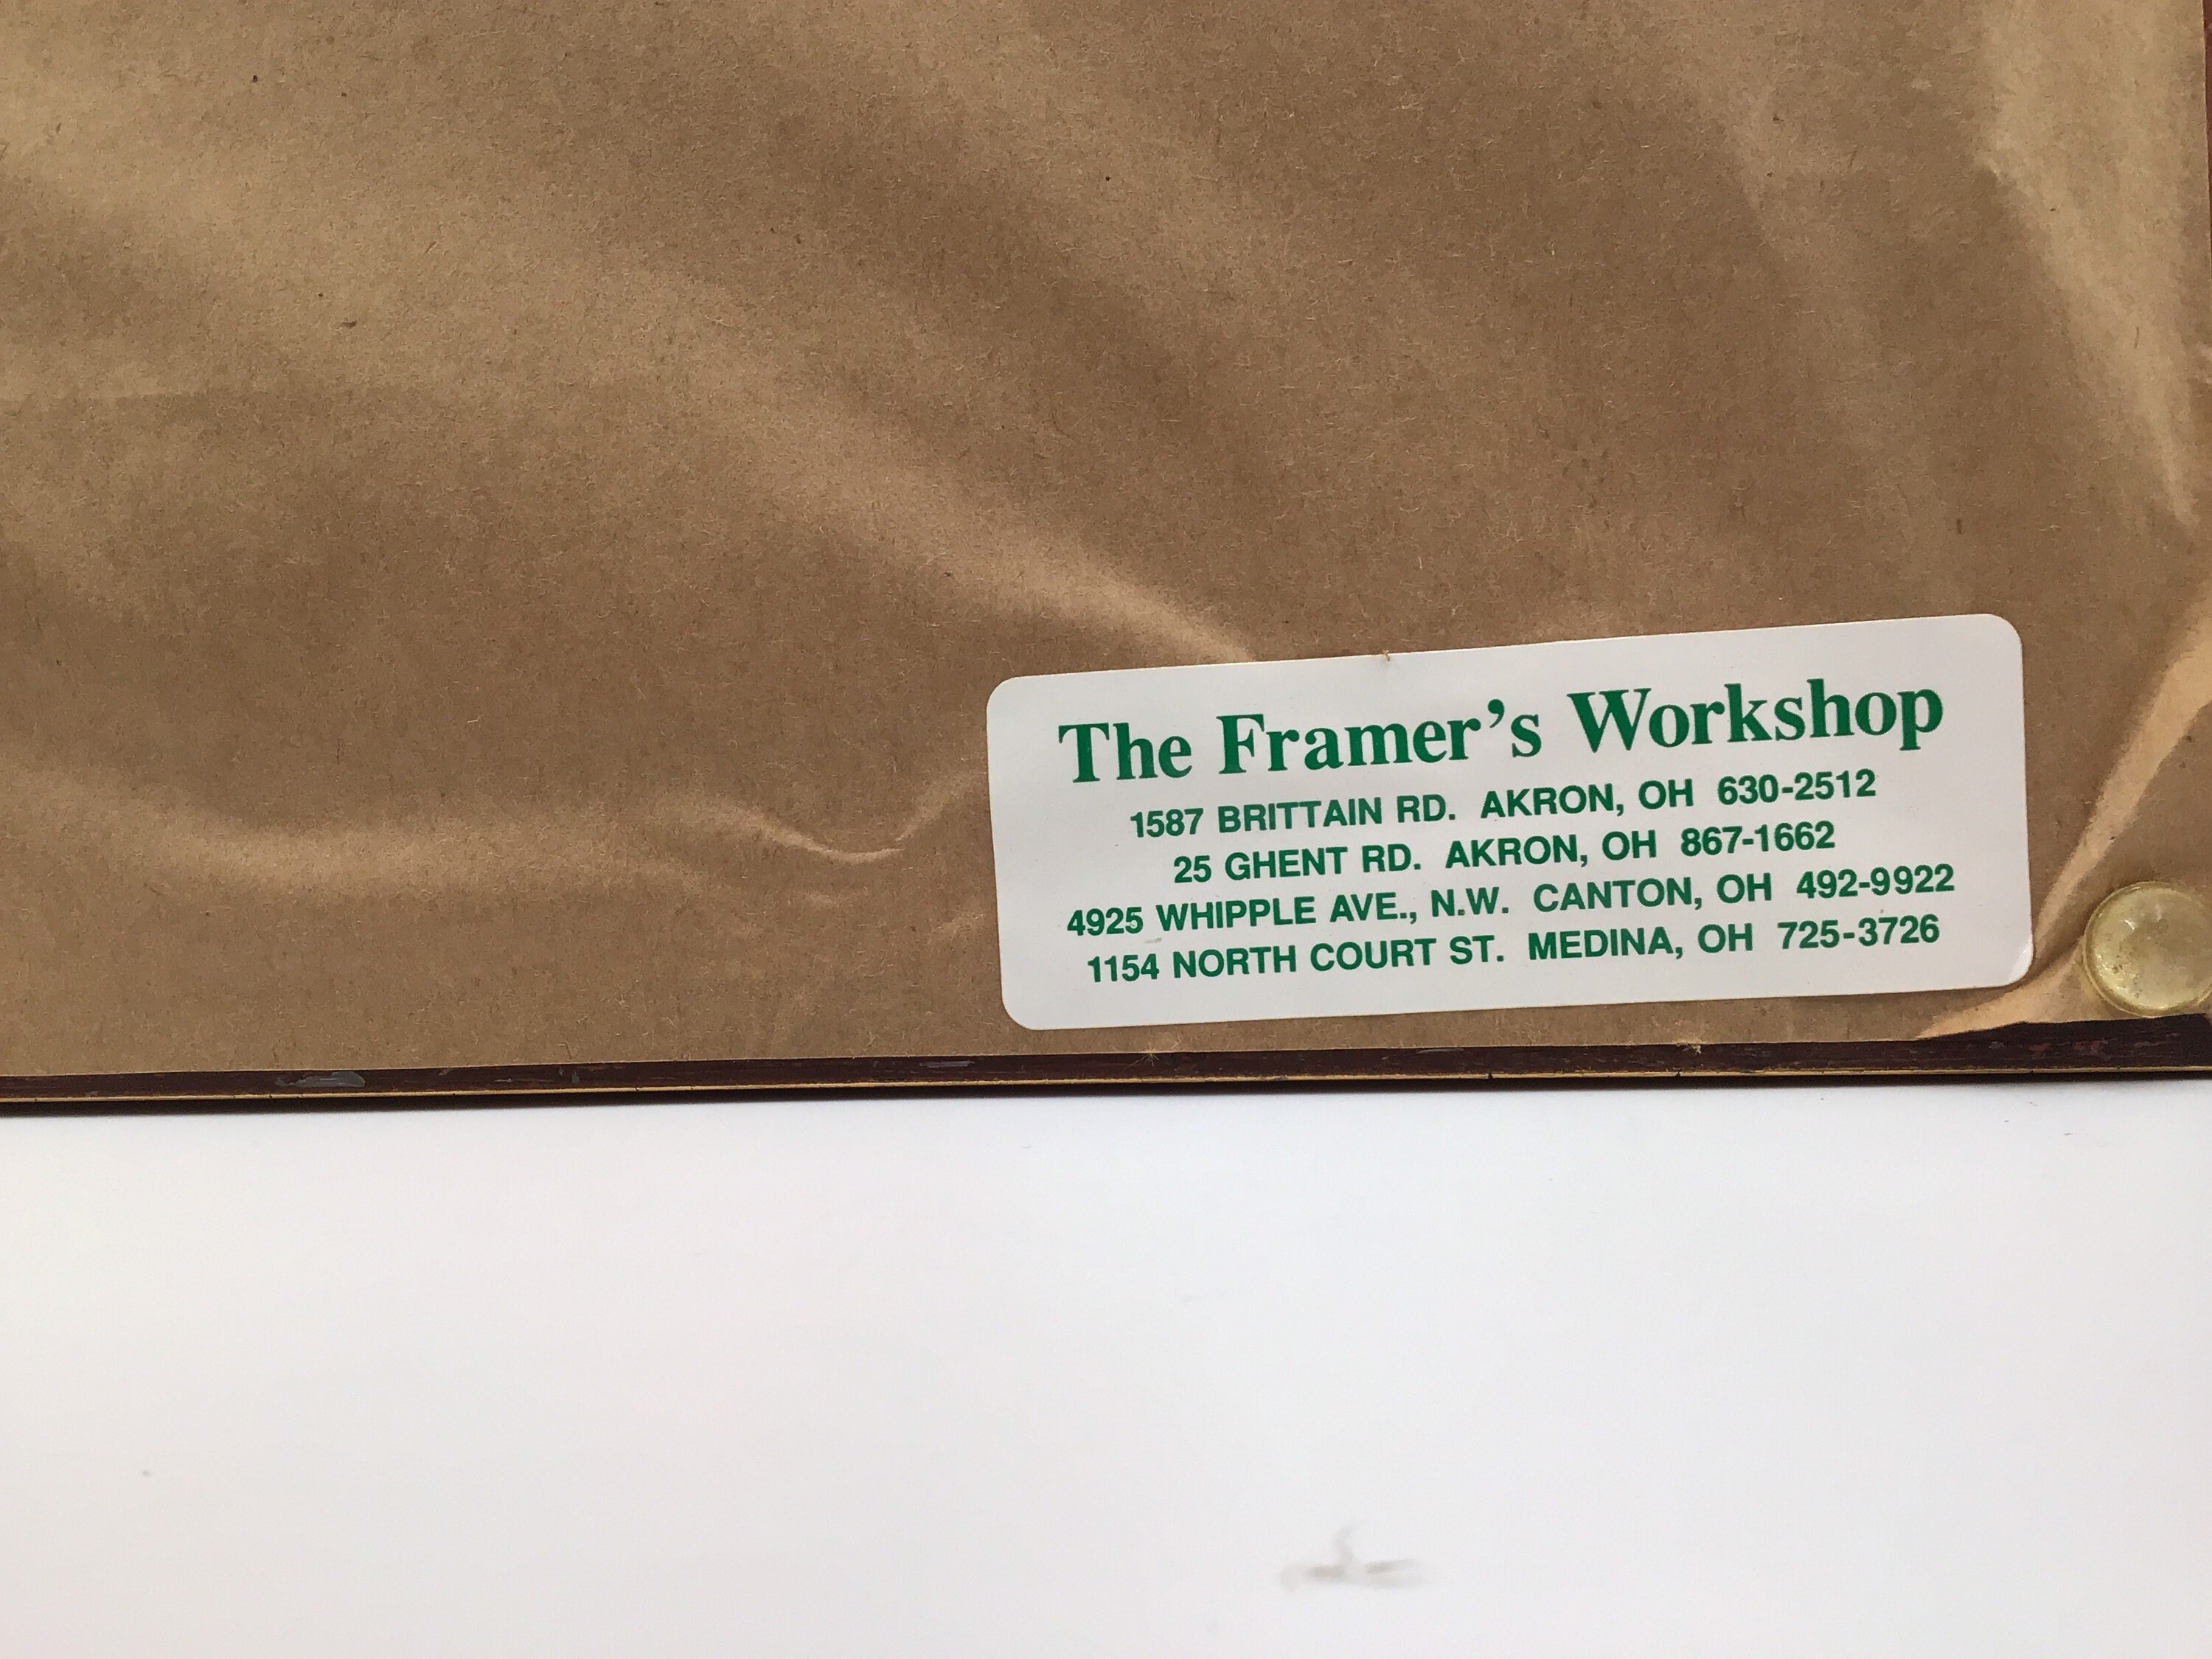 The Framer's Workshop
1587 BRITTAIN RD. AKRON, OH 630-2512
25 GHENT RD. AKRON, OH 867-1662
4925 WHIPPLE AVE., N.W. CANTON, OH 492-9922
1154 NORTH COURT ST. MEDINA, OH 725-3726